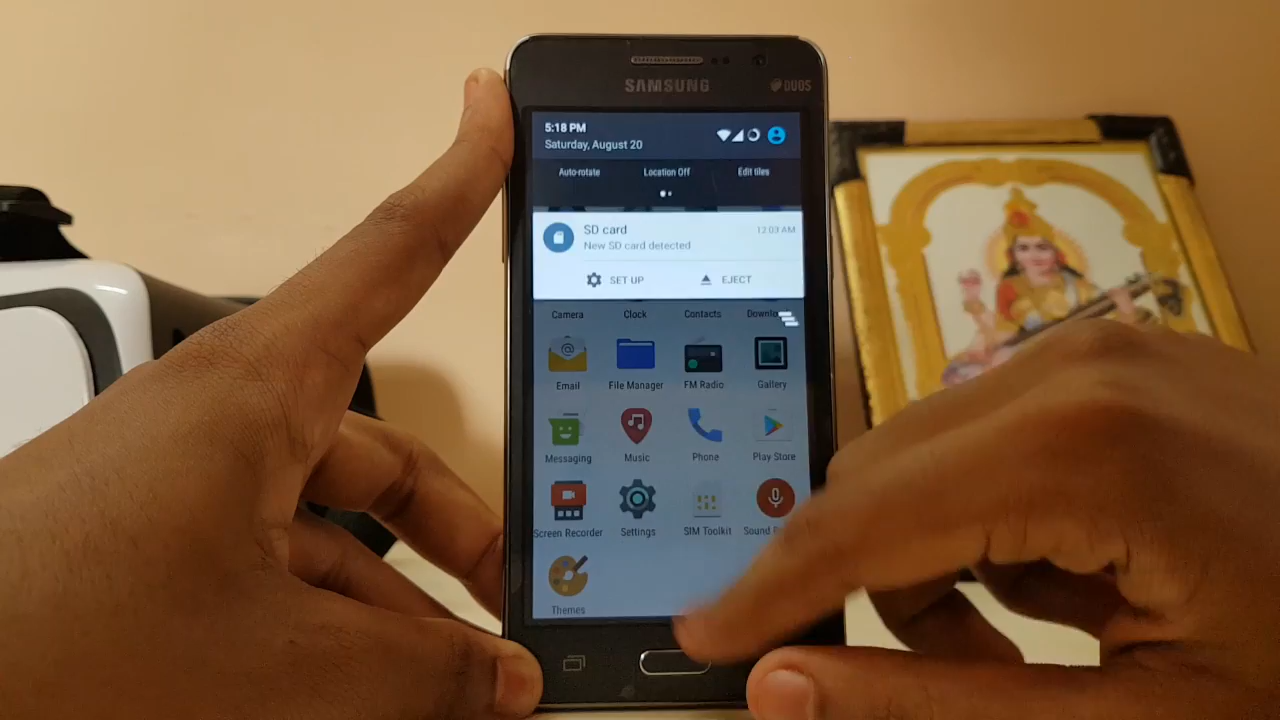 SAMSUNG
DUOS
5:18 PM
Saturday, August 20
Auto-rotate Location Off Edit tiles
SD card 12:03 AM
New SD card detected
SET UP EJECT
Camera Clock Contacts
Email File Manager FM Radio Gallery
Messaging Music Phone Play Store
Screen Recorder Settings SIM Toolkit Sound
Themes